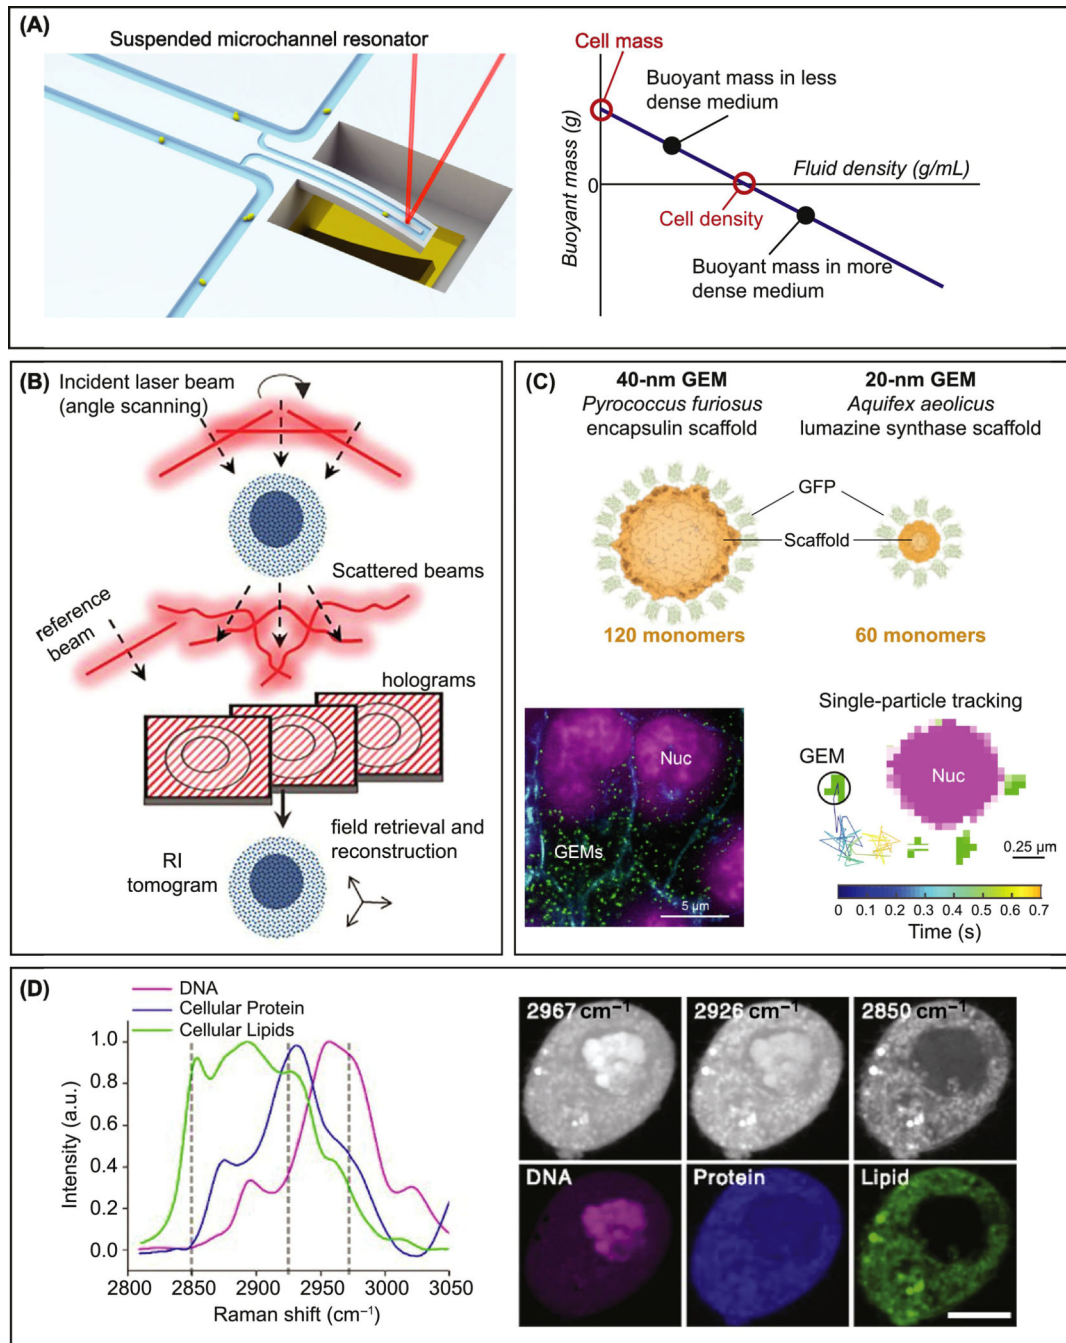 (A)
Suspended microchannel resonator
Cell mass
Buoyant mass in less
dense medium
Buoyant mass (g)
0
Fluid density (g/mL)
Cell density
Buoyant mass in more
dense medium
(B)
Incident laser beam
(angle scanning)
Scattered beams
reference
beam
holograms
field retrieval and
reconstruction
RI
tomogram
(C)
40-nm GEM
Pyrococcus furiosus
encapsulin scaffold
20-nm GEM
Aquifex aeolicus
lumazine synthase scaffold
GFP
Scaffold
120 monomers
60 monomers
Nuc
GEMs
5 µm
Single-particle tracking
GEM
Nuc
0.25 µm
0 0.1 0.2 0.3 0.4 0.5 0.6 0.7
Time (s)
(D)
DNA
Cellular Protein
Cellular Lipids
Intensity (a.u.)
1.0
0.8
0.6
0.4
0.2
0.0
2800 2850 2900 2950 3000 3050
Raman shift (cm⁻¹)
2967 cm⁻¹
2926 cm⁻¹
2850 cm⁻¹
DNA
Protein
Lipid